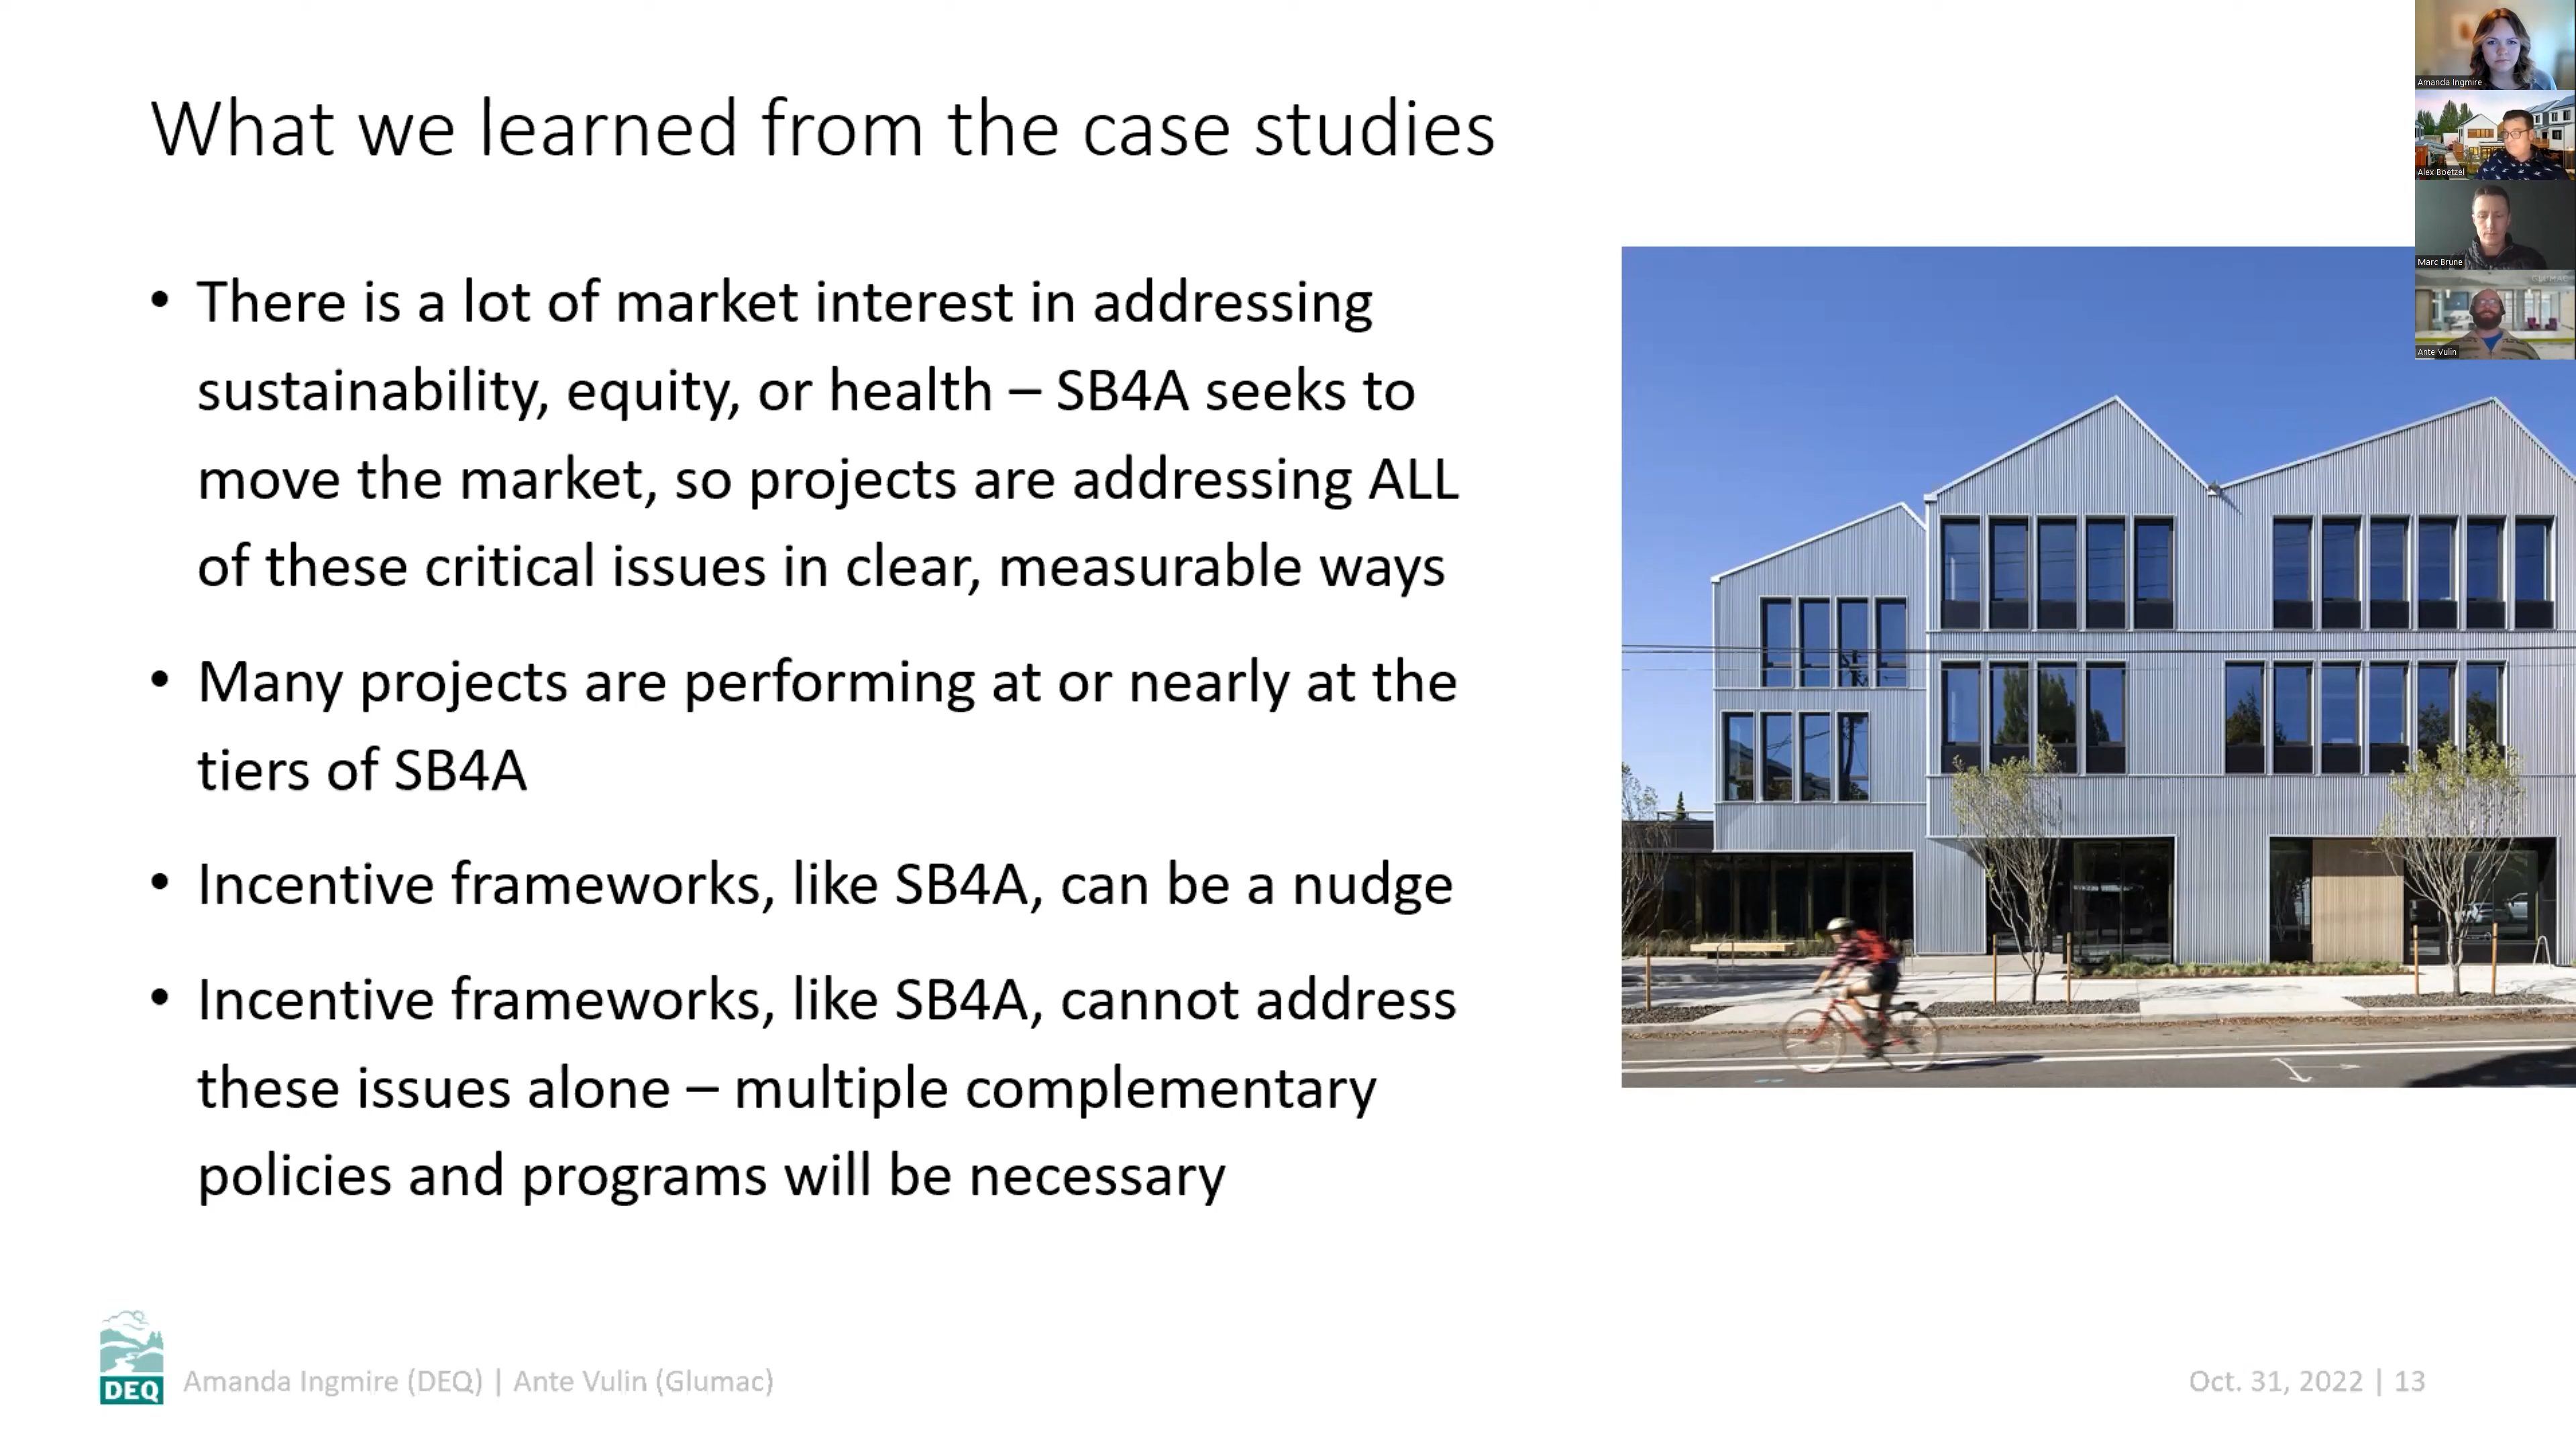 What we learned from the case studies
• There is a lot of market interest in addressing
sustainability, equity, or health – SB4A seeks to
move the market, so projects are addressing ALL
of these critical issues in clear, measurable ways
• Many projects are performing at or nearly at the
tiers of SB4A
• Incentive frameworks, like SB4A, can be a nudge
• Incentive frameworks, like SB4A, cannot address
these issues alone – multiple complementary
policies and programs will be necessary
Amanda Ingmire
Alex Boetzel
Marc Brune
Ante Vulin
DEQ
Amanda Ingmire (DEQ) | Ante Vulin (Glumac)
Oct. 31, 2022 | 13